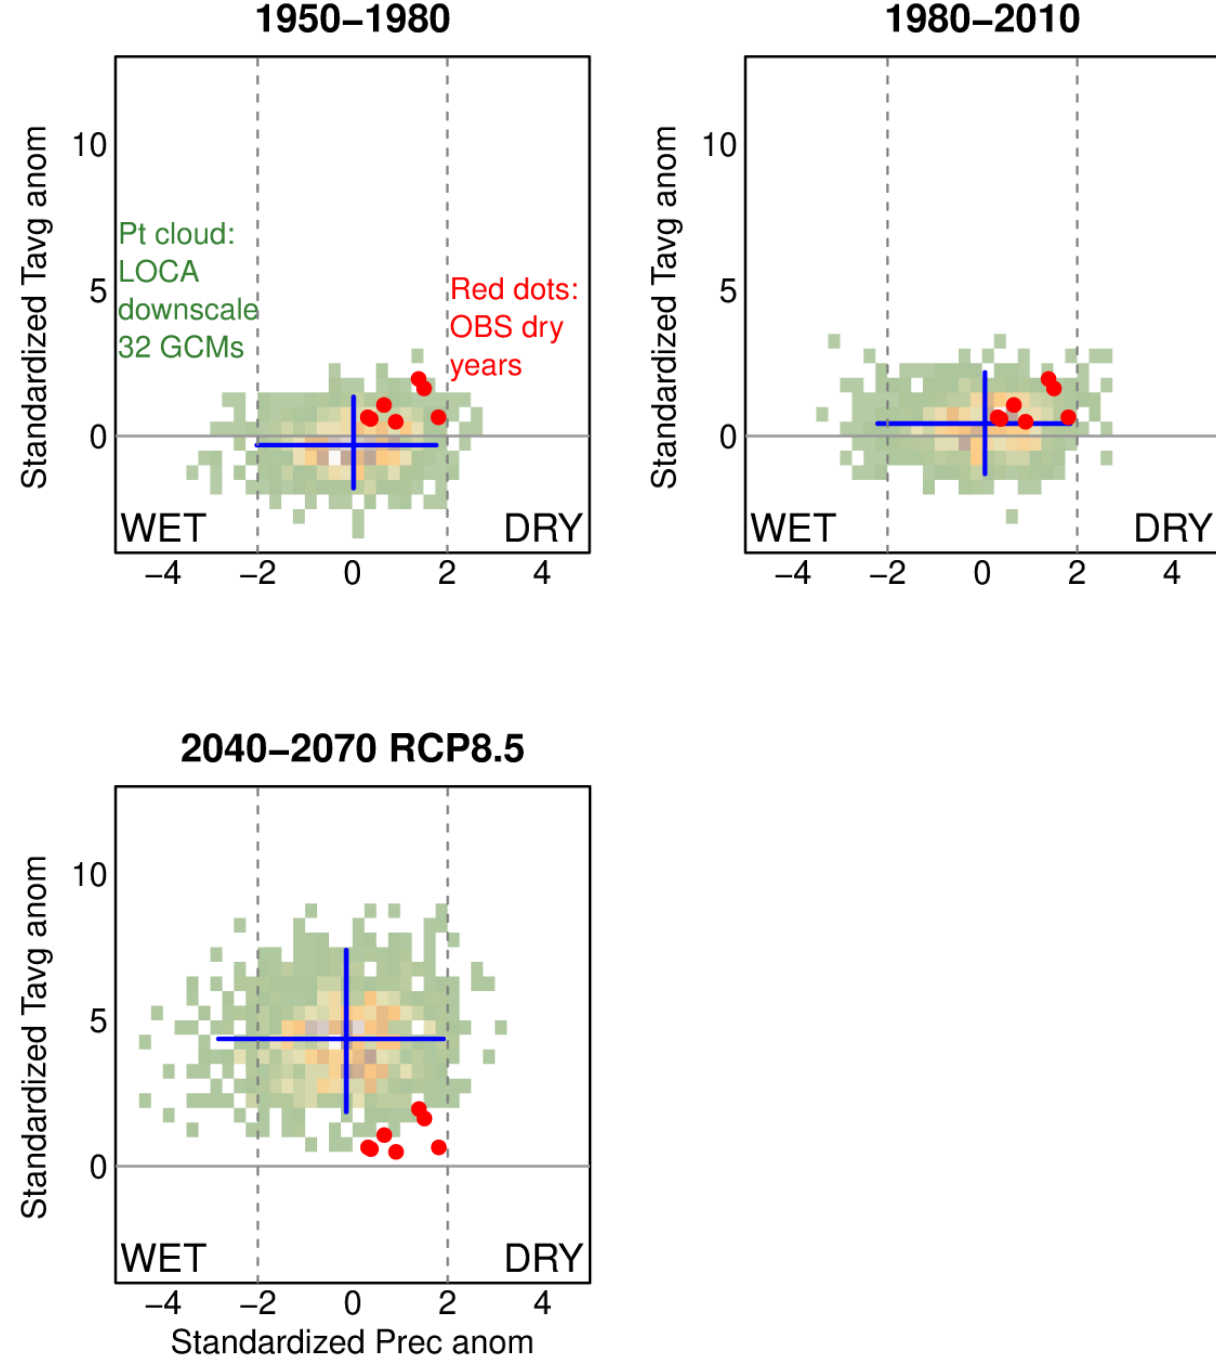 1950−1980
1980−2010
Standardized Tavg anom
10
5
0
Pt cloud:
LOCA
downscale
32 GCMs
Red dots:
OBS dry
years
WET
DRY
−4 −2 0 2 4
Standardized Tavg anom
10
5
0
WET
DRY
−4 −2 0 2 4
2040−2070 RCP8.5
Standardized Tavg anom
10
5
0
WET
DRY
−4 −2 0 2 4
Standardized Prec anom